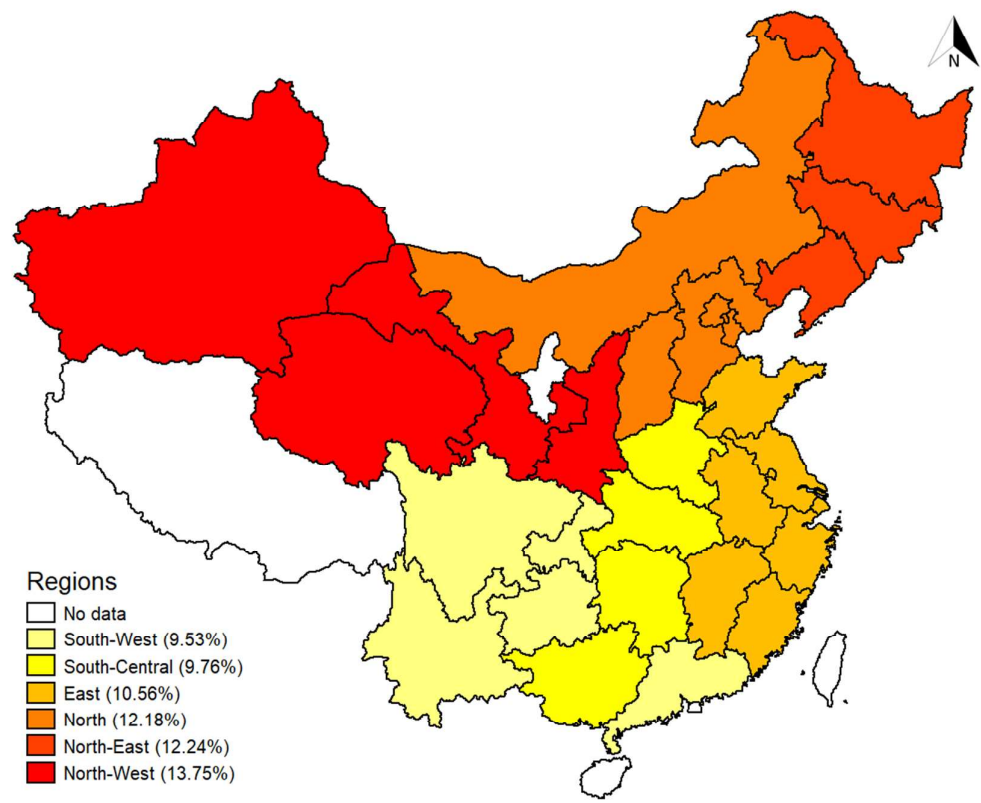 N
Regions
No data
South-West (9.53%)
South-Central (9.76%)
East (10.56%)
North (12.18%)
North-East (12.24%)
North-West (13.75%)